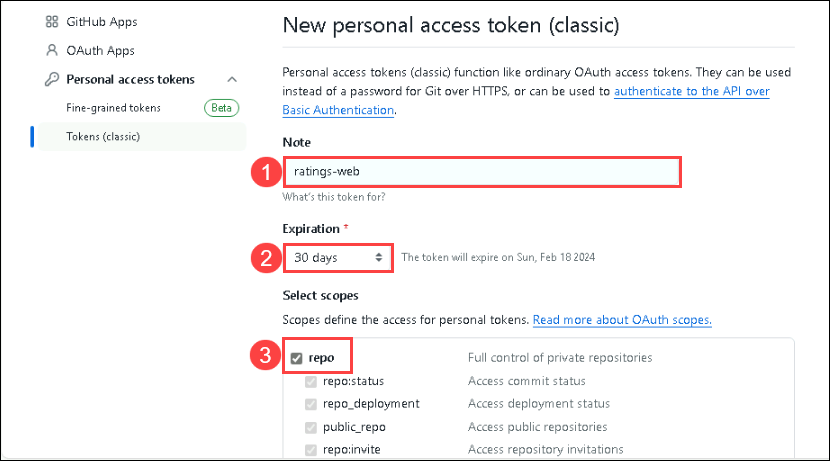 GitHub Apps
OAuth Apps
Personal access tokens
Fine-grained tokens Beta
Tokens (classic)
New personal access token (classic)
Personal access tokens (classic) function like ordinary OAuth access tokens. They can be used
instead of a password for Git over HTTPS, or can be used to authenticate to the API over
Basic Authentication.
Note
1 ratings-web
What's this token for?
Expiration *
2 30 days The token will expire on Sun, Feb 18 2024
Select scopes
Scopes define the access for personal tokens. Read more about OAuth scopes.
3 repo Full control of private repositories
repo:status Access commit status
repo_deployment Access deployment status
public_repo Access public repositories
repo:invite Access repository invitations